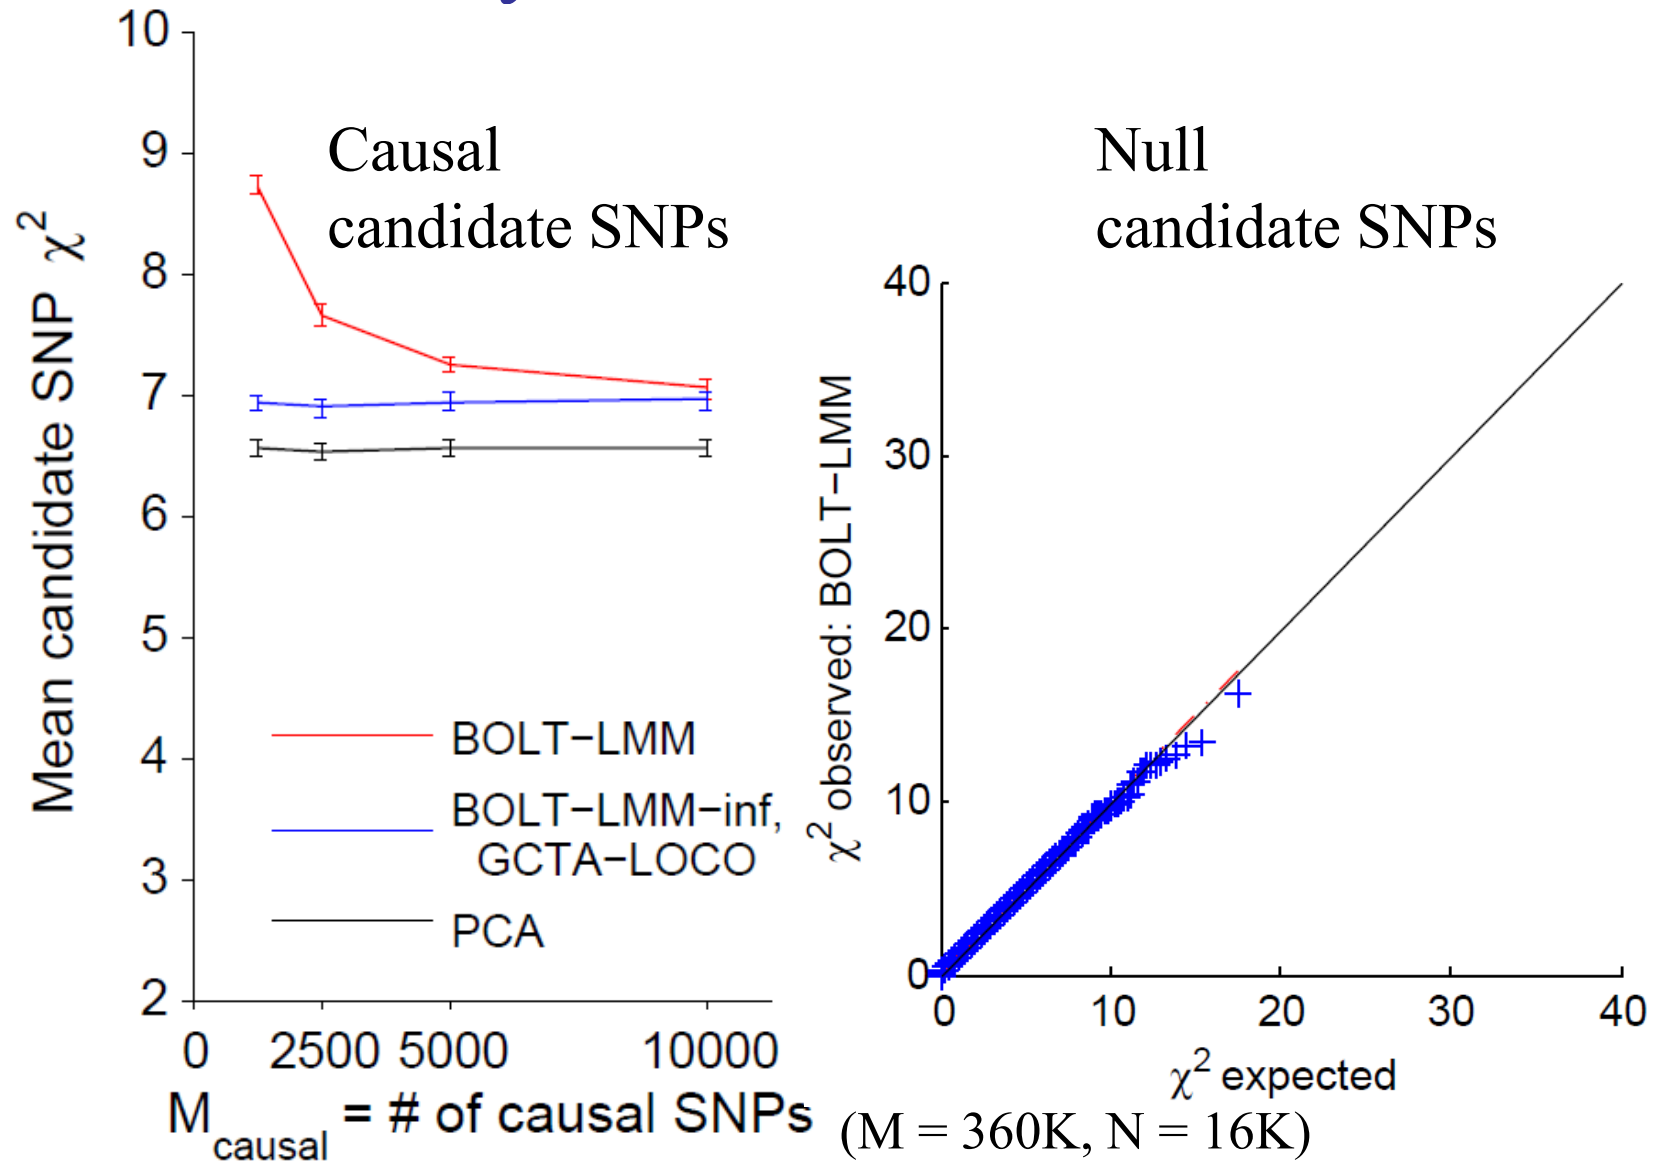 10
9
8
7
6
5
4
3
2
Mean candidate SNP χ²
Causal
candidate SNPs
BOLT−LMM
BOLT−LMM−inf,
GCTA−LOCO
PCA
0 2500 5000 10000
M_causal = # of causal SNPs
Null
candidate SNPs
40
30
20
10
0
χ² observed: BOLT−LMM
0 10 20 30 40
χ² expected
(M = 360K, N = 16K)